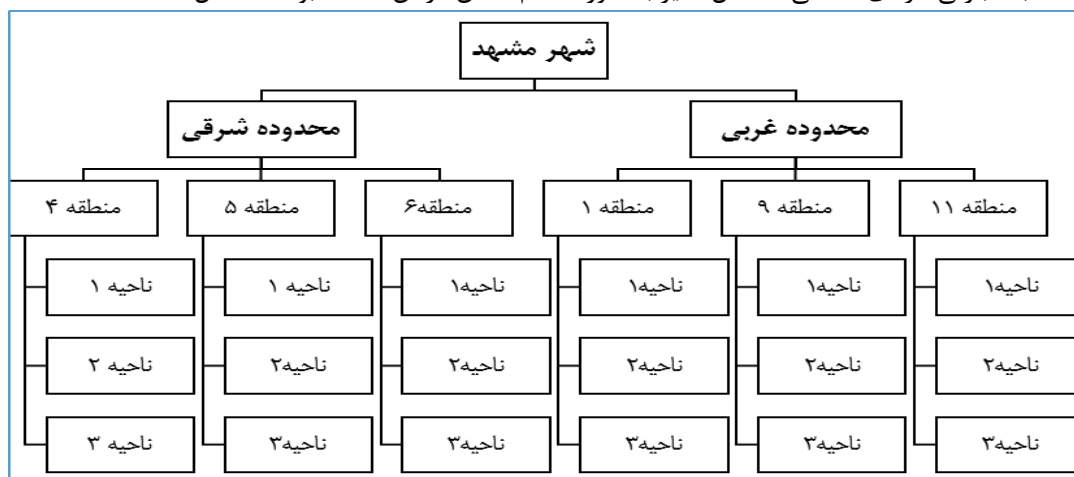 شهر مشهد
محدوده غربی
محدوده شرقی
منطقه ۱۱
منطقه ۹
منطقه ۱
منطقه۶
منطقه ۵
منطقه ۴
ناحیه۱
ناحیه۱
ناحیه۱
ناحیه۱
ناحیه ۱
ناحیه ۱
ناحیه۲
ناحیه۲
ناحیه۲
ناحیه۲
ناحیه۲
ناحیه ۲
ناحیه۳
ناحیه۳
ناحیه۳
ناحیه۳
ناحیه۳
ناحیه ۳